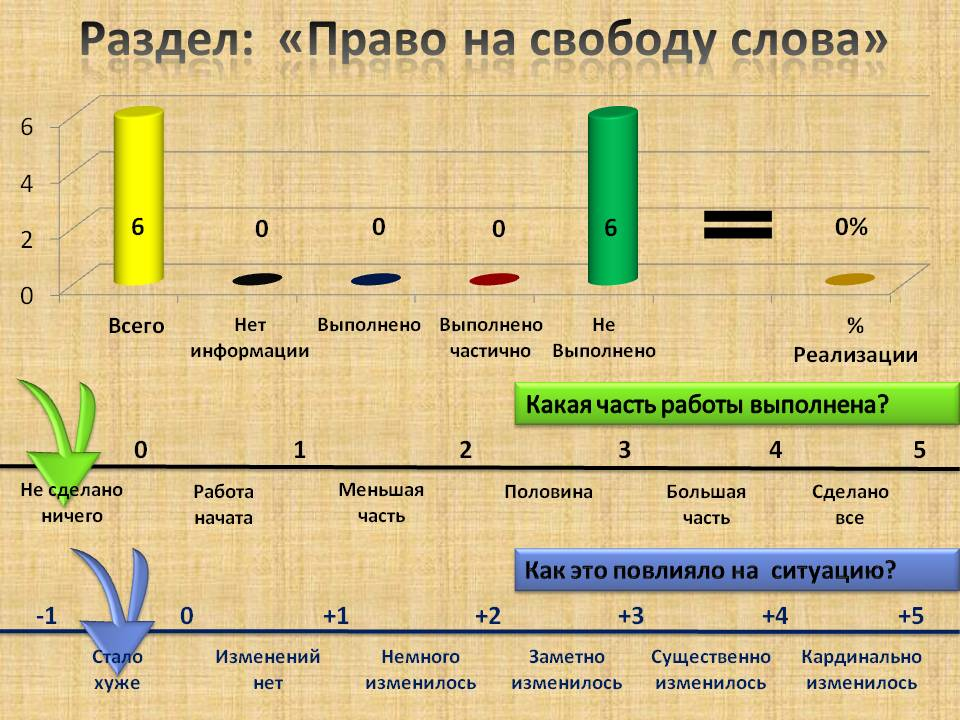 Раздел: «Право на свободу слова»
6
4
2
0
6
0
0
0
6
0%
Всего
Нет
информации
Выполнено
Выполнено
частично
Не
Выполнено
%
Реализации
Какая часть работы выполнена?
0 1 2 3 4 5
Не сделано
ничего
Работа
начата
Меньшая
часть
Половина
Большая
часть
Сделано
все
Как это повлияло на ситуацию?
-1 0 +1 +2 +3 +4 +5
Стало
хуже
Изменений
нет
Немного
изменилось
Заметно
изменилось
Существенно
изменилось
Кардинально
изменилось